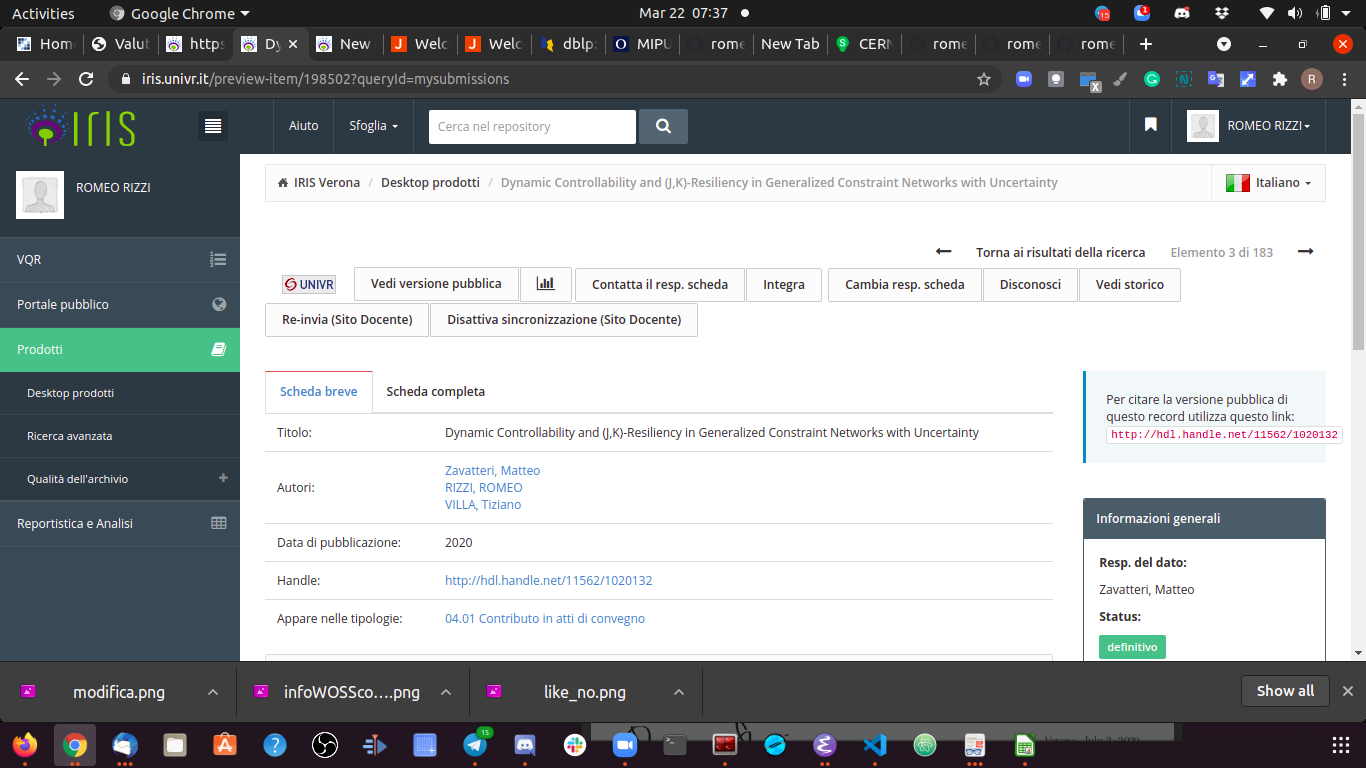 Activities
Google Chrome
Mar 22 07:37
15
1
Hom
Valut
https
Dy
New
Welc
Welc
dblp:
MIPU
rome
New Tab
CERN
rome
rome
rome
iris.univr.it/preview-item/198502?queryId=mysubmissions
R
IRIS
Aiuto
Sfoglia
Cerca nel repository
ROMEO RIZZI
ROMEO RIZZI
VQR
Portale pubblico
Prodotti
Desktop prodotti
Ricerca avanzata
Qualità dell'archivio
Reportistica e Analisi
IRIS Verona / Desktop prodotti / Dynamic Controllability and (J,K)-Resiliency in Generalized Constraint Networks with Uncertainty
Italiano
Torna ai risultati della ricerca Elemento 3 di 183
UNIVR
Vedi versione pubblica
Contatta il resp. scheda
Integra
Cambia resp. scheda
Disconosci
Vedi storico
Re-invia (Sito Docente)
Disattiva sincronizzazione (Sito Docente)
Scheda breve
Scheda completa
Titolo: Dynamic Controllability and (J,K)-Resiliency in Generalized Constraint Networks with Uncertainty
Autori:
Zavatteri, Matteo
RIZZI, ROMEO
VILLA, Tiziano
Data di pubblicazione: 2020
Handle: http://hdl.handle.net/11562/1020132
Appare nelle tipologie: 04.01 Contributo in atti di convegno
Per citare la versione pubblica di
questo record utilizza questo link:
http://hdl.handle.net/11562/1020132
Informazioni generali
Resp. del dato:
Zavatteri, Matteo
Status:
definitivo
modifica.png
infoWOSSco....png
like_no.png
Show all
15